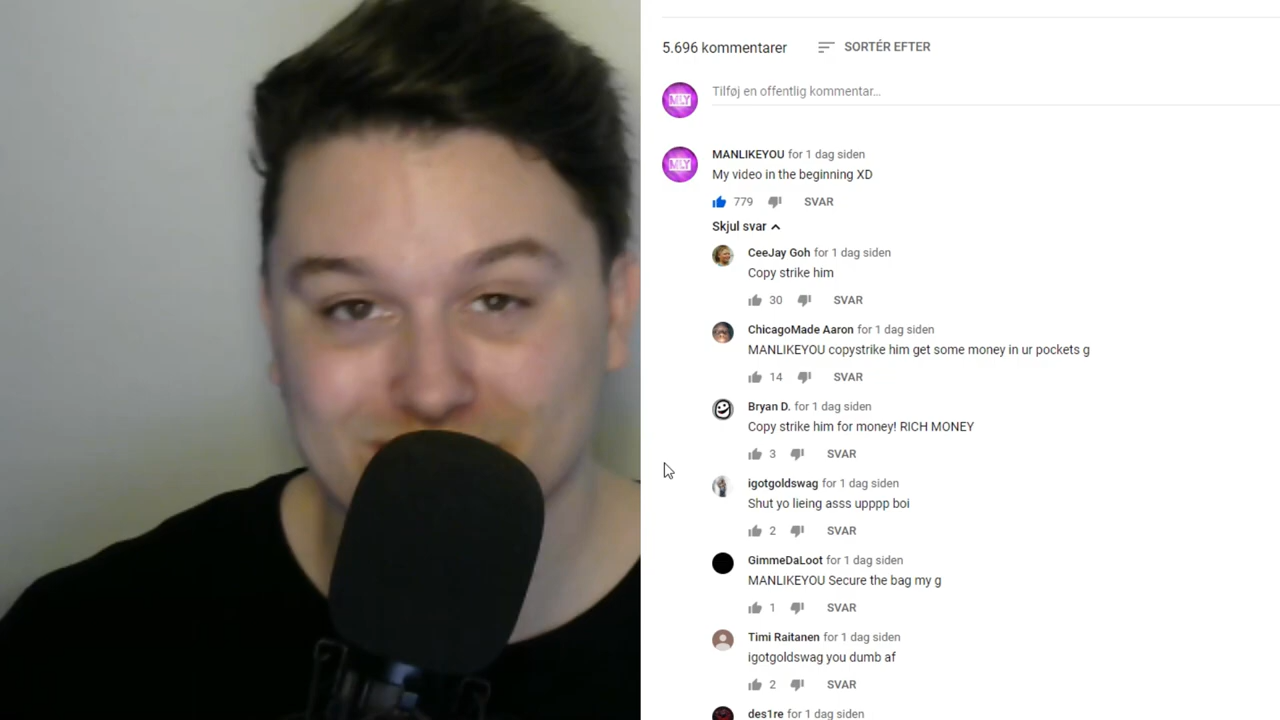 5.696 kommentarer
SORTÉR EFTER
MLY
Tilføj en offentlig kommentar...
MLY
MANLIKEYOU for 1 dag siden
My video in the beginning XD
779 SVAR
Skjul svar
CeeJay Goh for 1 dag siden
Copy strike him
30 SVAR
ChicagoMade Aaron for 1 dag siden
MANLIKEYOU copystrike him get some money in ur pockets g
14 SVAR
Bryan D. for 1 dag siden
Copy strike him for money! RICH MONEY
3 SVAR
igotgoldswag for 1 dag siden
Shut yo lieing asss upppp boi
2 SVAR
GimmeDaLoot for 1 dag siden
MANLIKEYOU Secure the bag my g
1 SVAR
Timi Raitanen for 1 dag siden
igotgoldswag you dumb af
2 SVAR
des1re for 1 dag siden